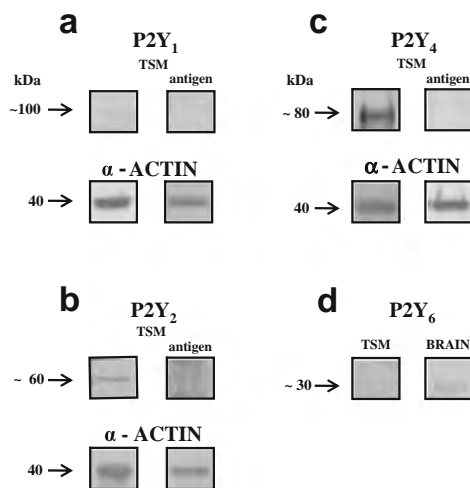 a
P2Y1
kDa
TSM
antigen
~100
α - ACTIN
40
b
P2Y2
TSM
antigen
~ 60
α - ACTIN
40
c
P2Y4
kDa
TSM
antigen
~ 80
α - ACTIN
40
d
P2Y6
TSM BRAIN
~ 30